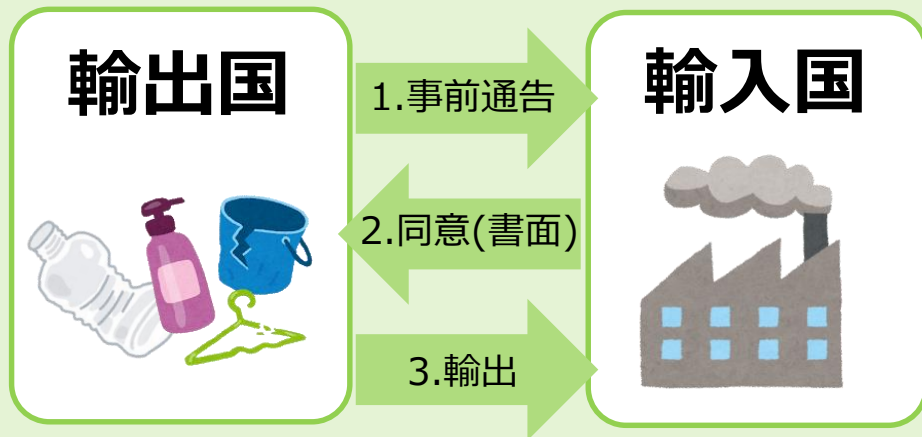 輸出国
1.事前通告
2.同意(書面)
3.輸出
輸入国